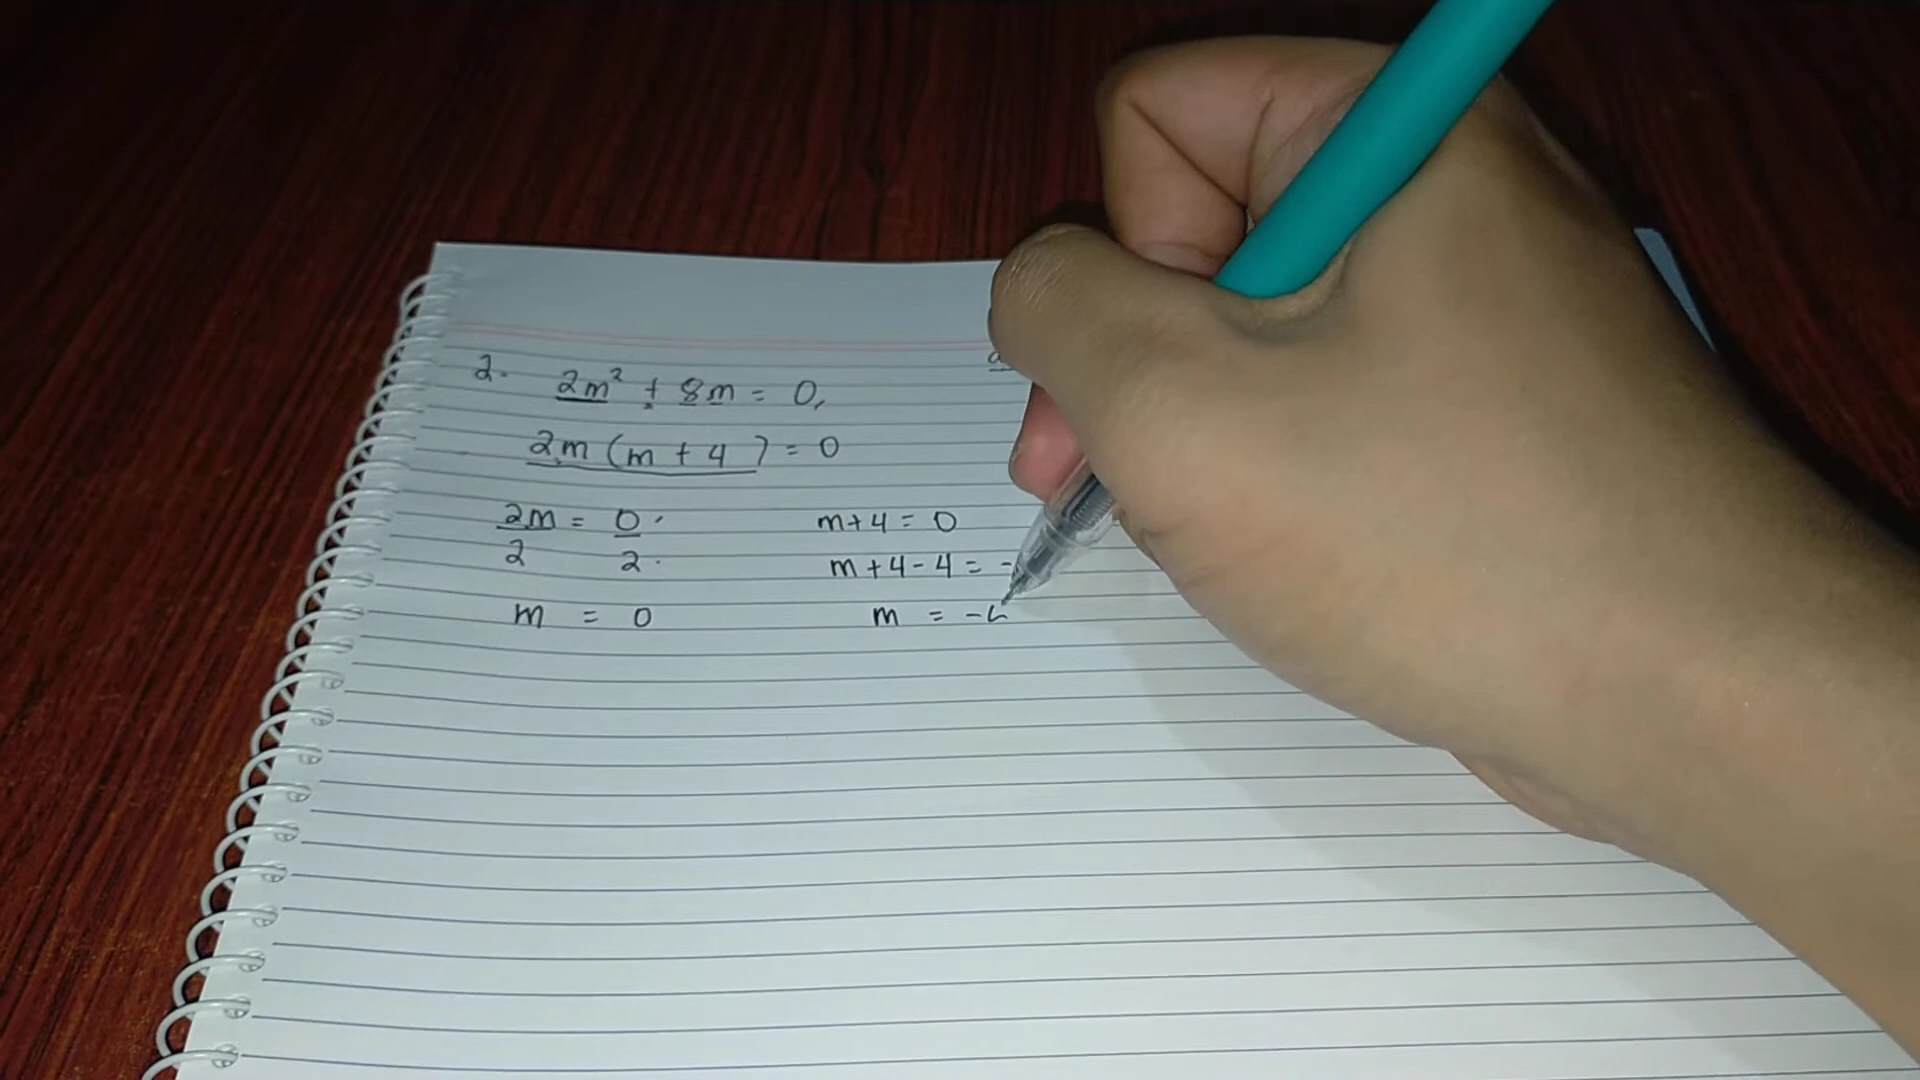 2. 2m² + 8m = 0,
2m (m + 4) = 0
2m = 0 m+4 = 0
2 2 m+4-4 = -
m = 0 m = -